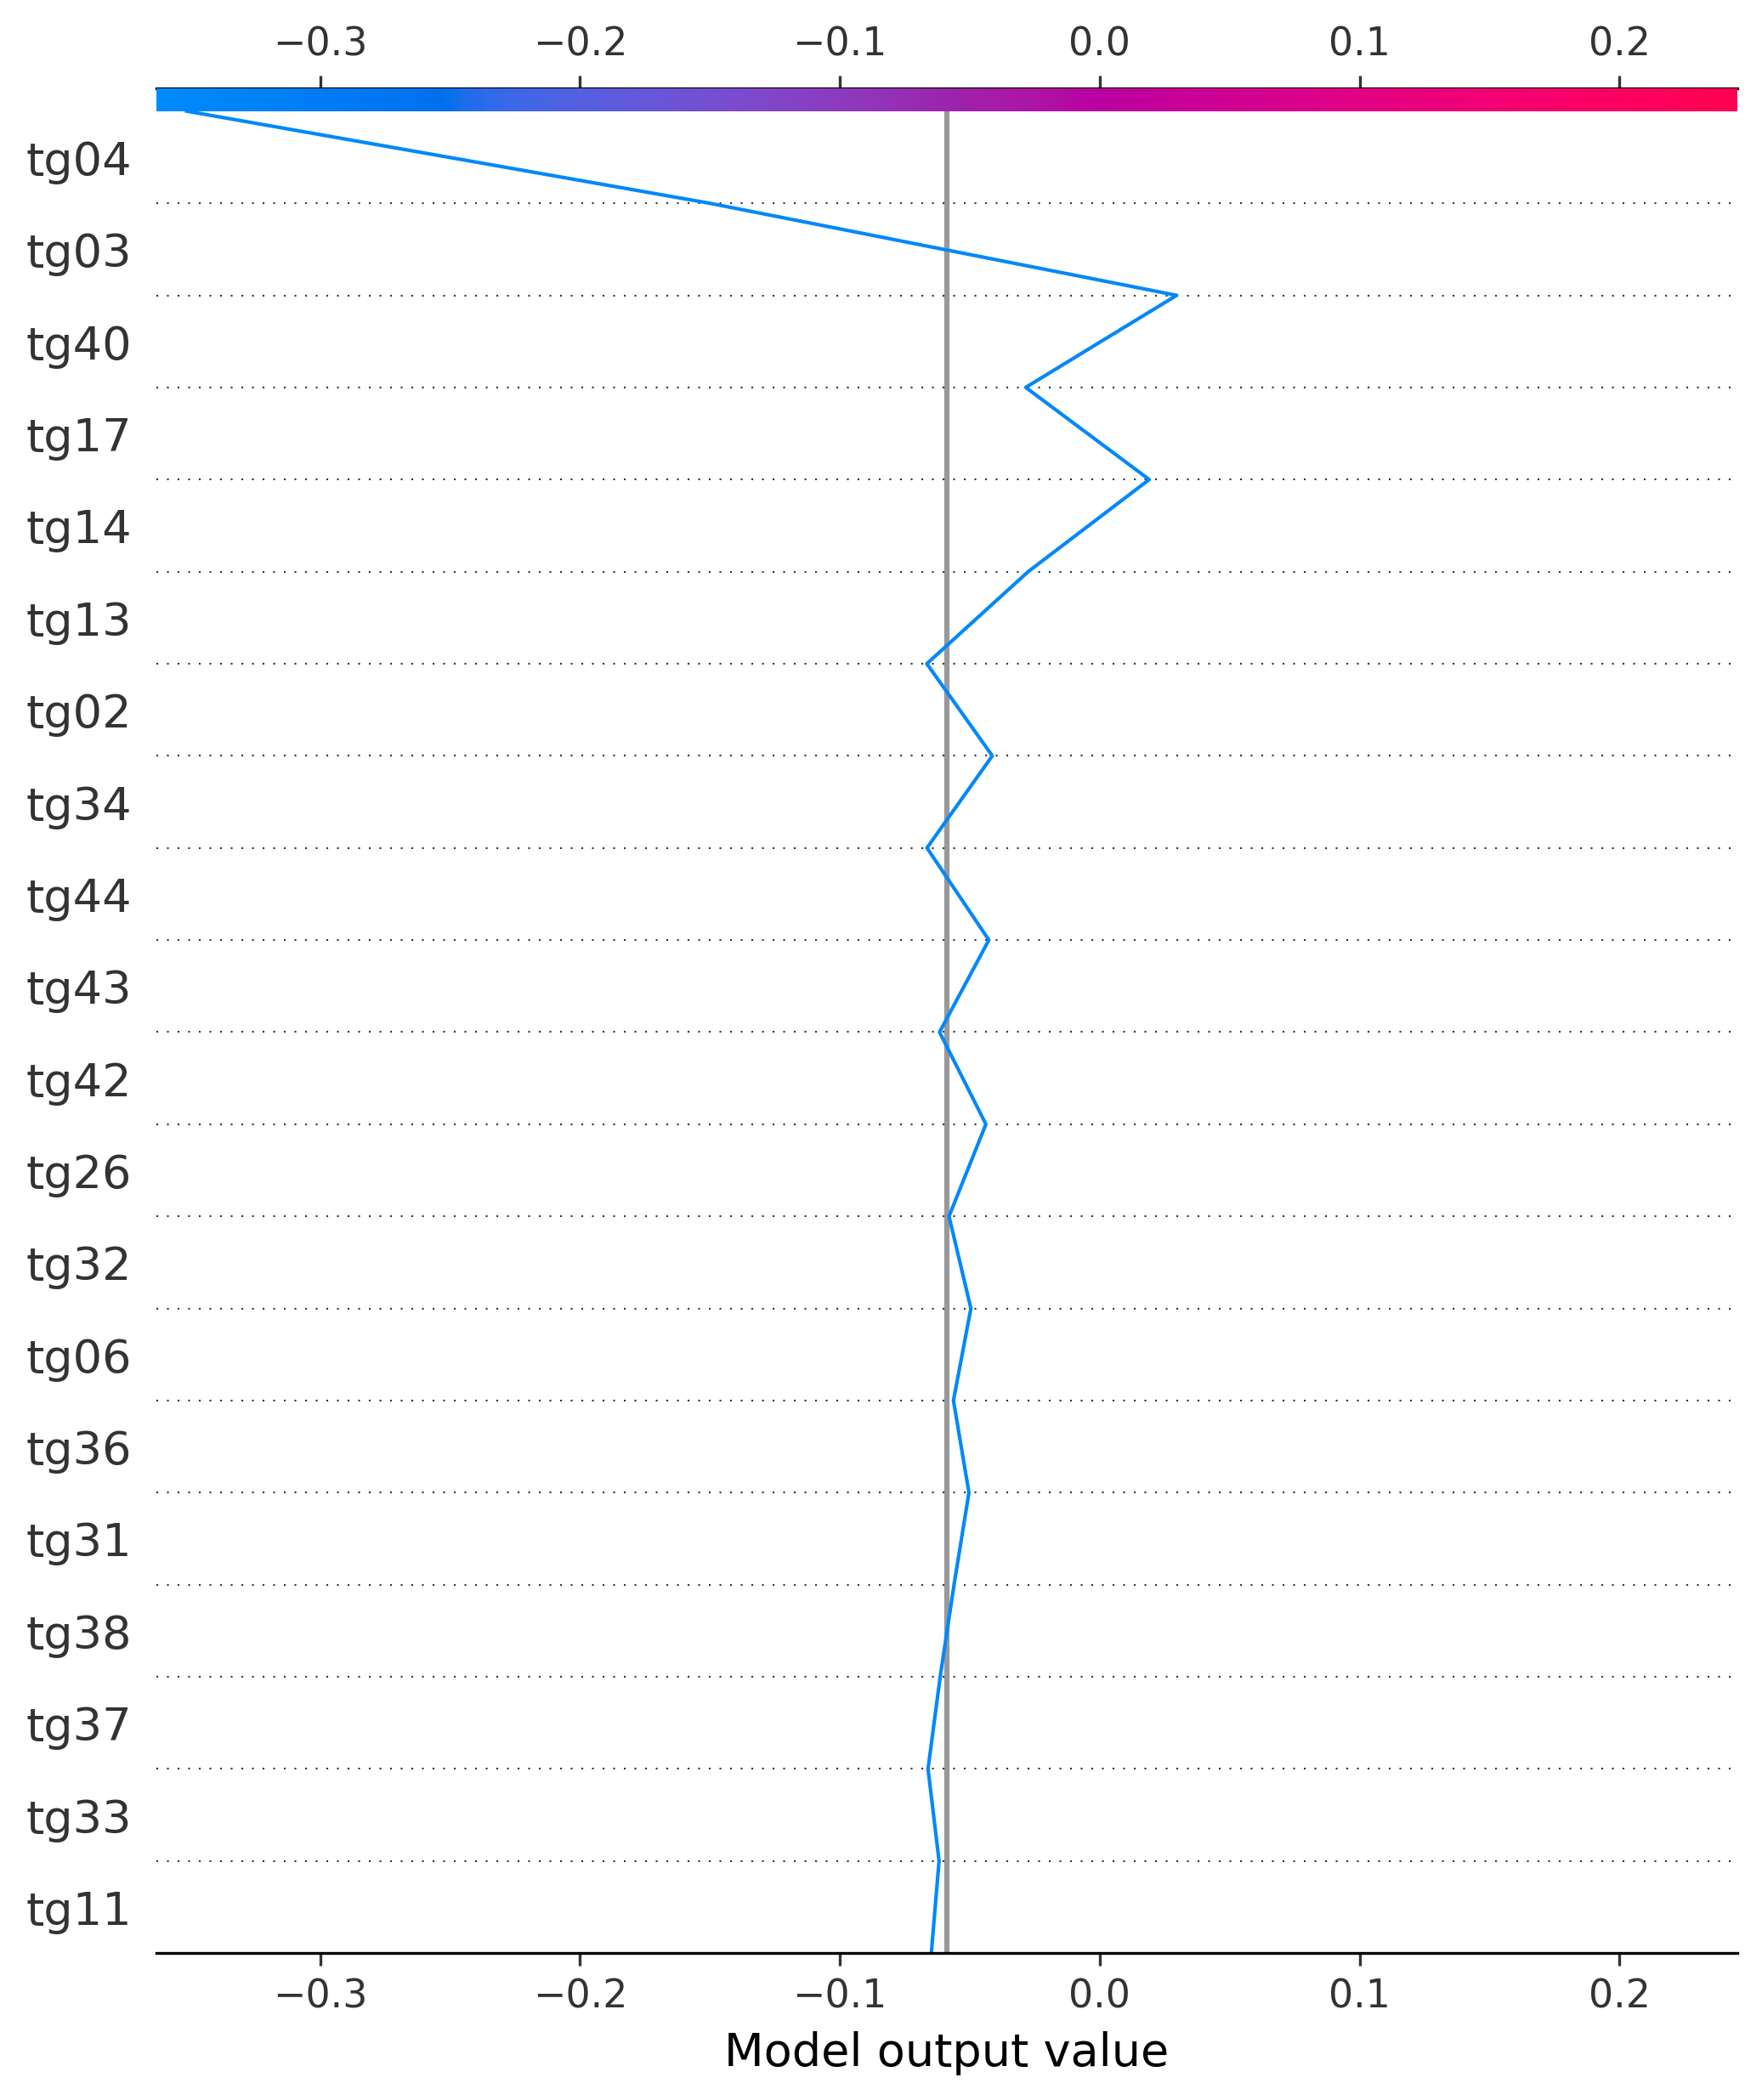 −0.3 −0.2 −0.1 0.0 0.1 0.2
tg04
tg03
tg40
tg17
tg14
tg13
tg02
tg34
tg44
tg43
tg42
tg26
tg32
tg06
tg36
tg31
tg38
tg37
tg33
tg11
−0.3 −0.2 −0.1 0.0 0.1 0.2
Model output value